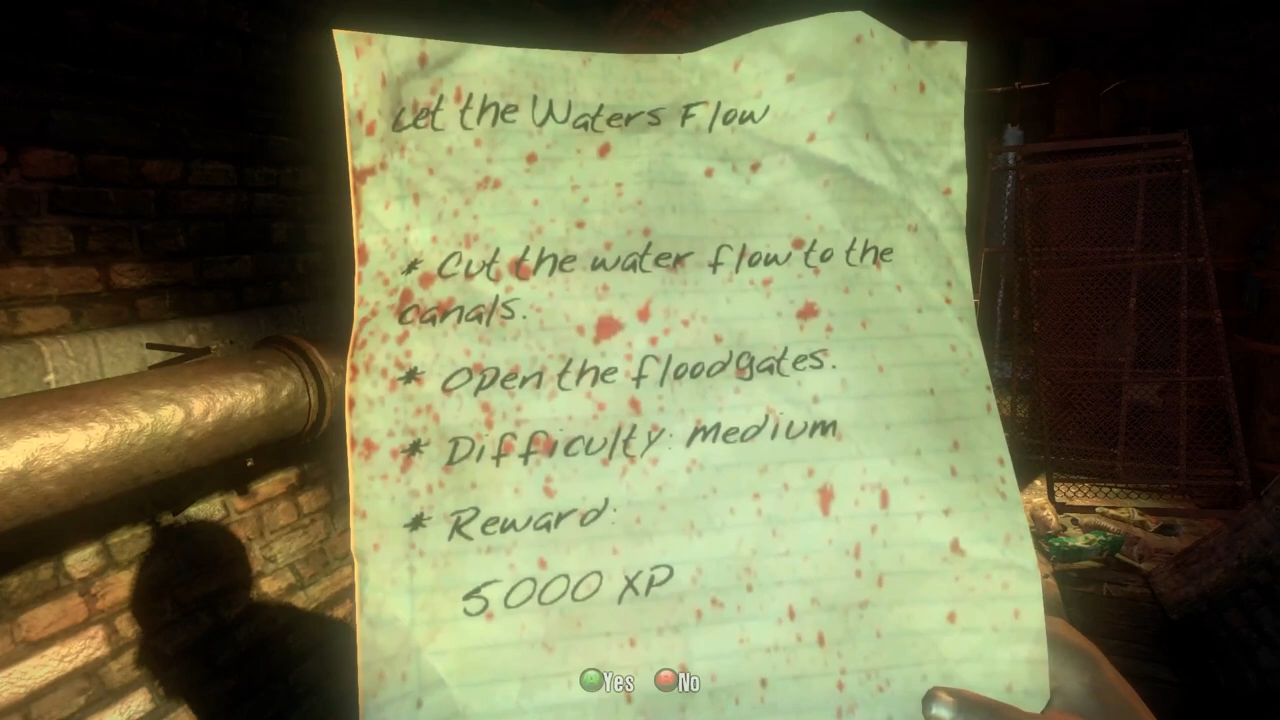 Let the Waters Flow
* Cut the water flow to the
canals.
* Open the floodgates.
* Difficulty: medium
* Reward:
5000 XP
A Yes B No